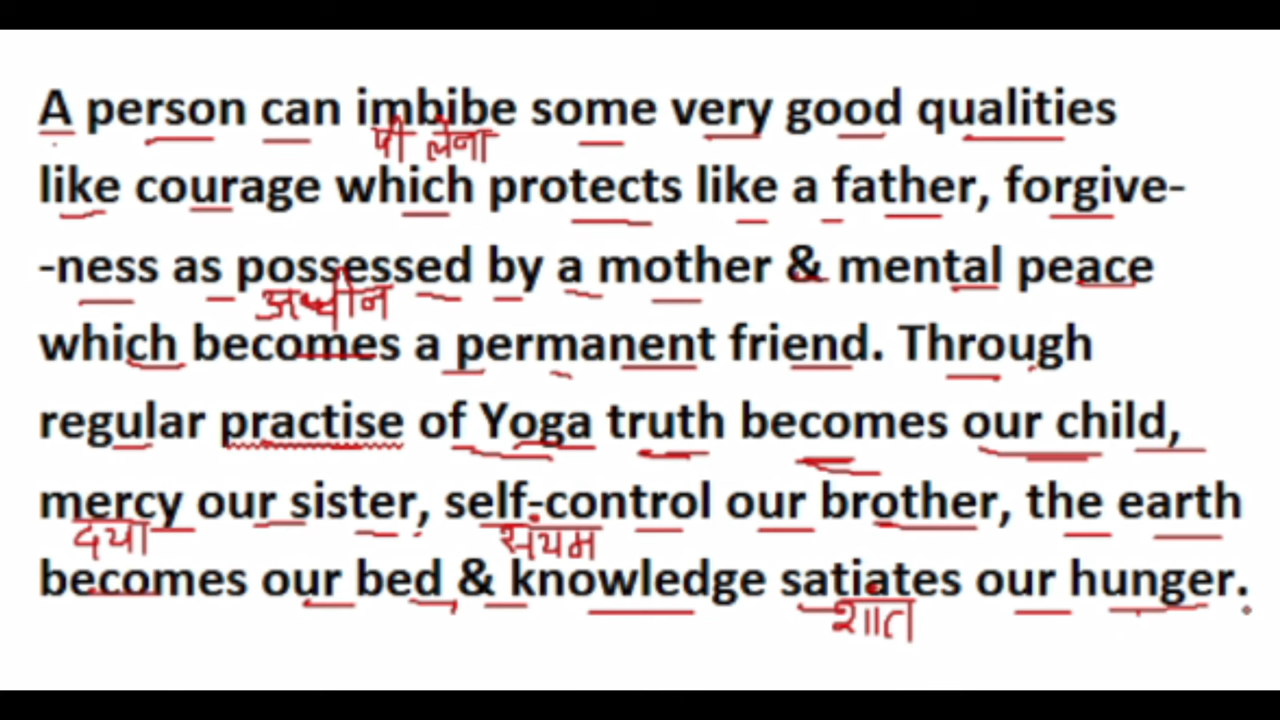 A person can imbibe some very good qualities
पी लेना
like courage which protects like a father, forgive-
-ness as possessed by a mother & mental peace
अधीन
which becomes a permanent friend. Through
regular practise of Yoga truth becomes our child,
mercy our sister, self-control our brother, the earth
दया संयम
becomes our bed & knowledge satiates our hunger.
शांत